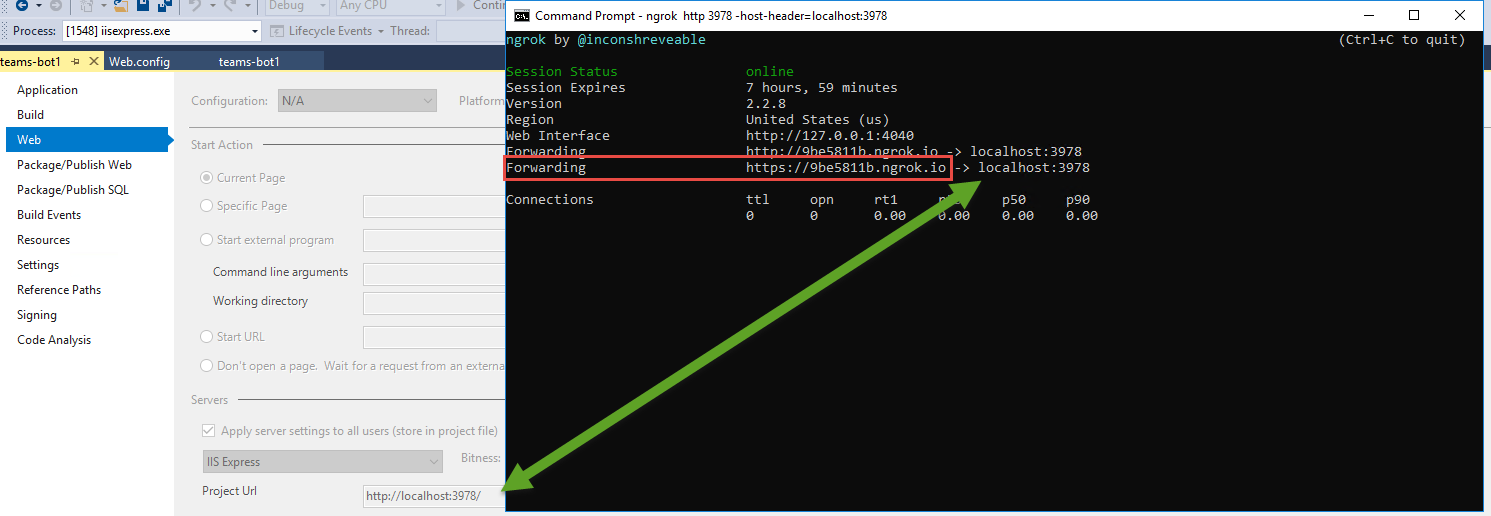 Debug Any CPU Contin
Process: [1548] iisexpress.exe Lifecycle Events Thread:
teams-bot1 Web.config teams-bot1
Application
Build
Web
Package/Publish Web
Package/Publish SQL
Build Events
Resources
Settings
Reference Paths
Signing
Code Analysis
Configuration: N/A Platform
Start Action
Current Page
Specific Page
Start external program
Command line arguments
Working directory
Start URL
Don't open a page. Wait for a request from an externa
Servers
Apply server settings to all users (store in project file)
IIS Express Bitness:
Project Url http://localhost:3978/
Command Prompt - ngrok http 3978 -host-header=localhost:3978
ngrok by @inconshreveable (Ctrl+C to quit)
Session Status online
Session Expires 7 hours, 59 minutes
Version 2.2.8
Region United States (us)
Web Interface http://127.0.0.1:4040
Forwarding http://9be5811b.ngrok.io -> localhost:3978
Forwarding https://9be5811b.ngrok.io -> localhost:3978
Connections ttl opn rt1 p50 p90
0 0 0.00 0.00 0.00 0.00